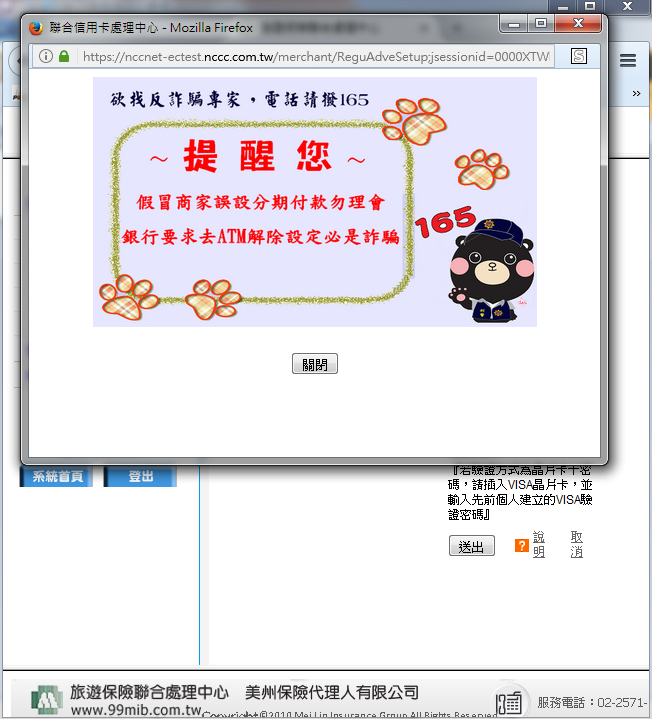 聯合信用卡處理中心 - Mozilla Firefox
https://nccnet-ectest.nccc.com.tw/merchant/ReguAdveSetup;jsessionid=0000XTW
S
»
欲找反詐騙專家，電話請撥165
～ 提 醒 您 ～
假冒商家誤設分期付款勿理會
銀行要求去ATM解除設定必是詐騙
165
關閉
系統首頁 登出
『若驗證方式為晶片卡+密
碼，請插入VISA晶片卡，並
輸入先前個人建立的VISA驗
證密碼』
送出 ? 說明 取消
旅遊保險聯合處理中心 美州保險代理人有限公司
www.99mib.com.tw Copyright©2010 Mei Lin Insurance Group All Rights Reserved
服務電話：02-2571-